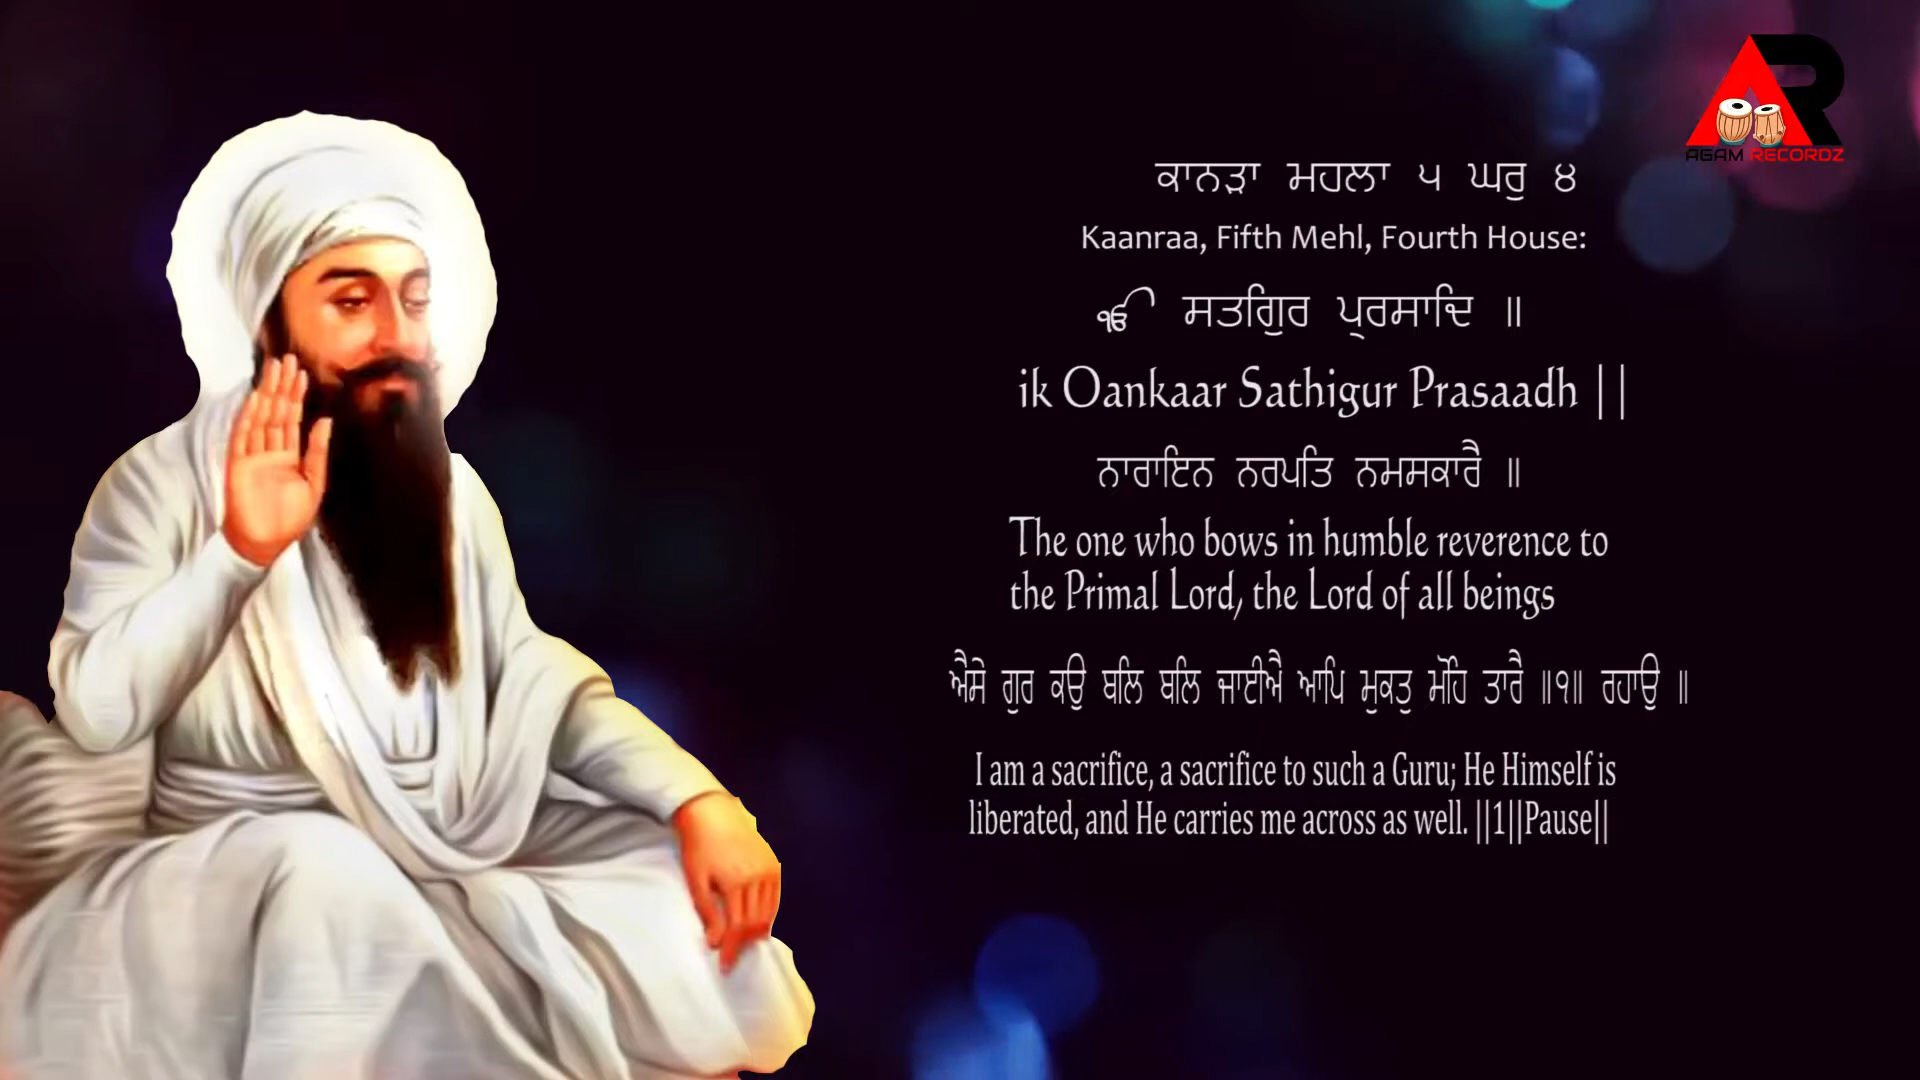 AGAM RECORDZ
ਕਾਨੜਾ ਮਹਲਾ ੫ ਘਰੁ ੪
Kaanraa, Fifth Mehl, Fourth House:
ੴ ਸਤਿਗੁਰ ਪ੍ਰਸਾਦਿ ॥
ik Oankaar Sathigur Prasaadh ||
ਨਾਰਾਇਨ ਨਰਪਤਿ ਨਮਸਕਾਰੈ ॥
The one who bows in humble reverence to
the Primal Lord, the Lord of all beings
ਐਸੇ ਗੁਰ ਕਉ ਬਲਿ ਬਲਿ ਜਾਈਐ ਆਪਿ ਮੁਕਤੁ ਮੋਹਿ ਤਾਰੈ ॥੧॥ ਰਹਾਉ ॥
I am a sacrifice, a sacrifice to such a Guru; He Himself is
liberated, and He carries me across as well. ||1||Pause||